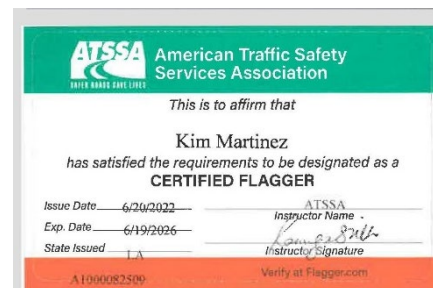 ATSSA
SAFER ROADS SAVE LIVES
American Traffic Safety
Services Association
This is to affirm that
Kim Martinez
has satisfied the requirements to be designated as a
CERTIFIED FLAGGER
Issue Date 6/20/2022
ATSSA
Instructor Name
Exp. Date 6/19/2026
State Issued LA
Instructor Signature
A1000082509
Verify at Flagger.com